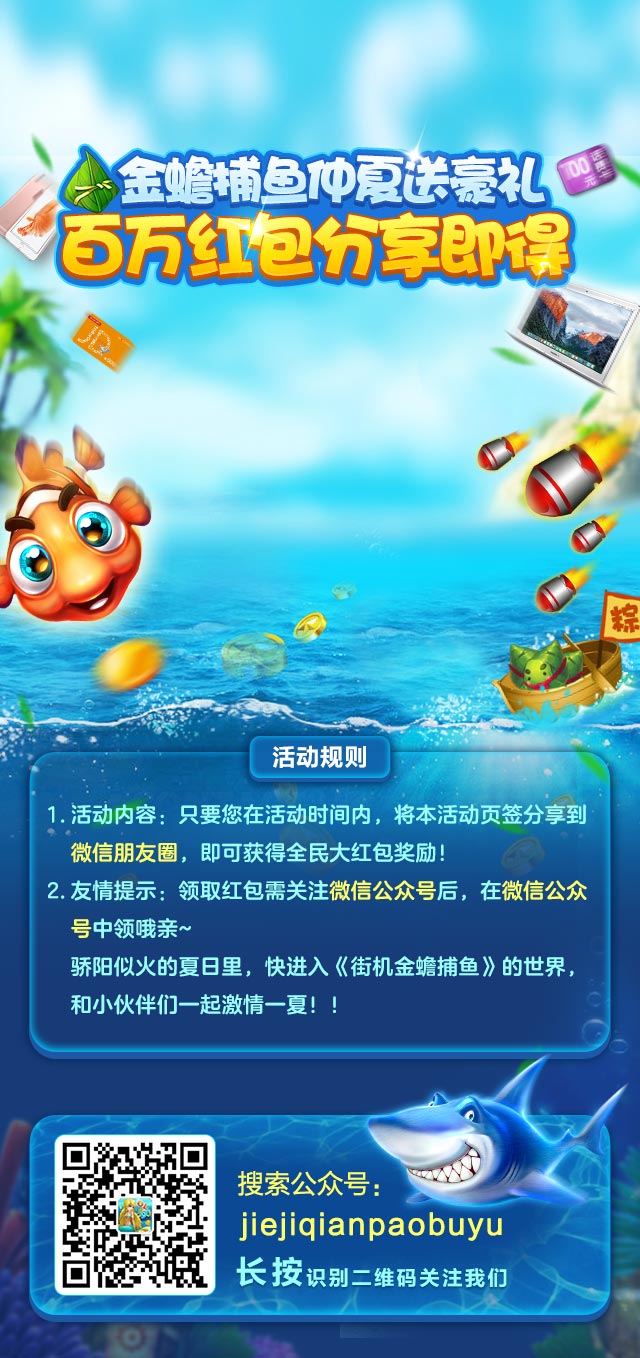 金蟾捕鱼仲夏送豪礼
百万红包分享即得
100元
话费卡
粽
活动规则
1. 活动内容：只要您在活动时间内，将本活动页签分享到
微信朋友圈，即可获得全民大红包奖励！
2. 友情提示：领取红包需关注微信公众号后，在微信公众
号中领哦亲~
骄阳似火的夏日里，快进入《街机金蟾捕鱼》的世界，
和小伙伴们一起激情一夏！！
搜索公众号：
jiejiqianpaobuyu
长按识别二维码关注我们